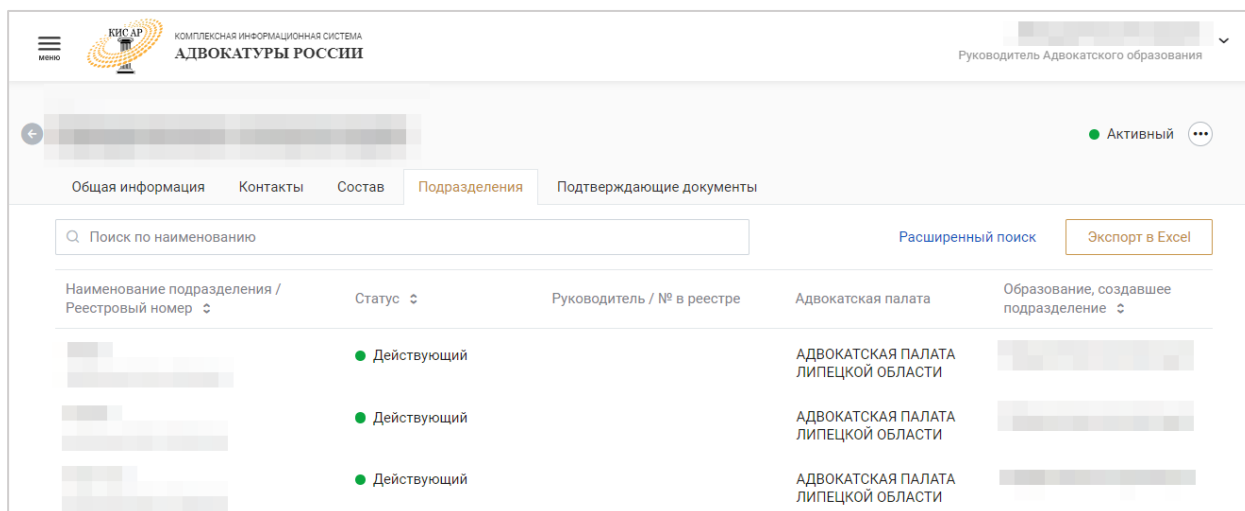 КИС АР
КОМПЛЕКСНАЯ ИНФОРМАЦИОННАЯ СИСТЕМА
АДВОКАТУРЫ РОССИИ
меню
Руководитель Адвокатского образования
Активный
Общая информация Контакты Состав Подразделения Подтверждающие документы
Поиск по наименованию Расширенный поиск Экспорт в Excel
Наименование подразделения /
Реестровый номер Статус Руководитель / № в реестре Адвокатская палата Образование, создавшее
подразделение
Действующий АДВОКАТСКАЯ ПАЛАТА
ЛИПЕЦКОЙ ОБЛАСТИ
Действующий АДВОКАТСКАЯ ПАЛАТА
ЛИПЕЦКОЙ ОБЛАСТИ
Действующий АДВОКАТСКАЯ ПАЛАТА
ЛИПЕЦКОЙ ОБЛАСТИ